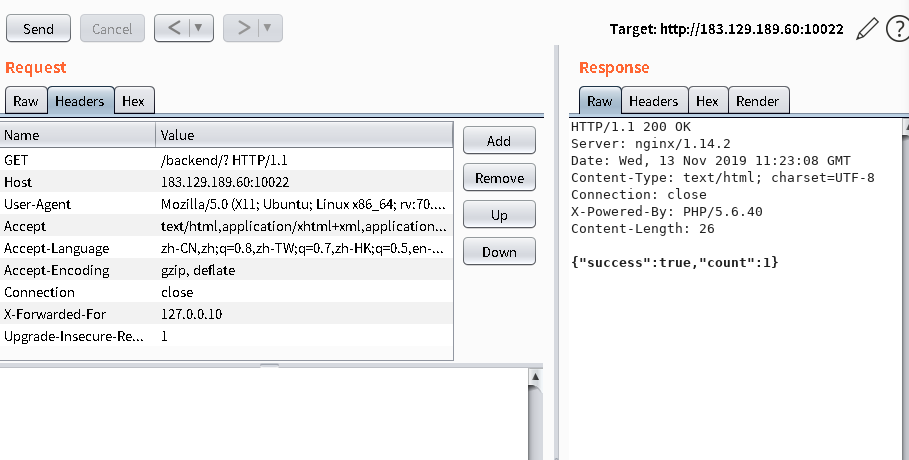 Send Cancel < ▼ > ▼ Target: http://183.129.189.60:10022 ?
Request
Raw Headers Hex
Name Value
GET /backend/? HTTP/1.1
Host 183.129.189.60:10022
User-Agent Mozilla/5.0 (X11; Ubuntu; Linux x86_64; rv:70....
Accept text/html,application/xhtml+xml,application...
Accept-Language zh-CN,zh;q=0.8,zh-TW;q=0.7,zh-HK;q=0.5,en-...
Accept-Encoding gzip, deflate
Connection close
X-Forwarded-For 127.0.0.10
Upgrade-Insecure-Re... 1
Add
Remove
Up
Down
Response
Raw Headers Hex Render
HTTP/1.1 200 OK
Server: nginx/1.14.2
Date: Wed, 13 Nov 2019 11:23:08 GMT
Content-Type: text/html; charset=UTF-8
Connection: close
X-Powered-By: PHP/5.6.40
Content-Length: 26
{"success":true,"count":1}